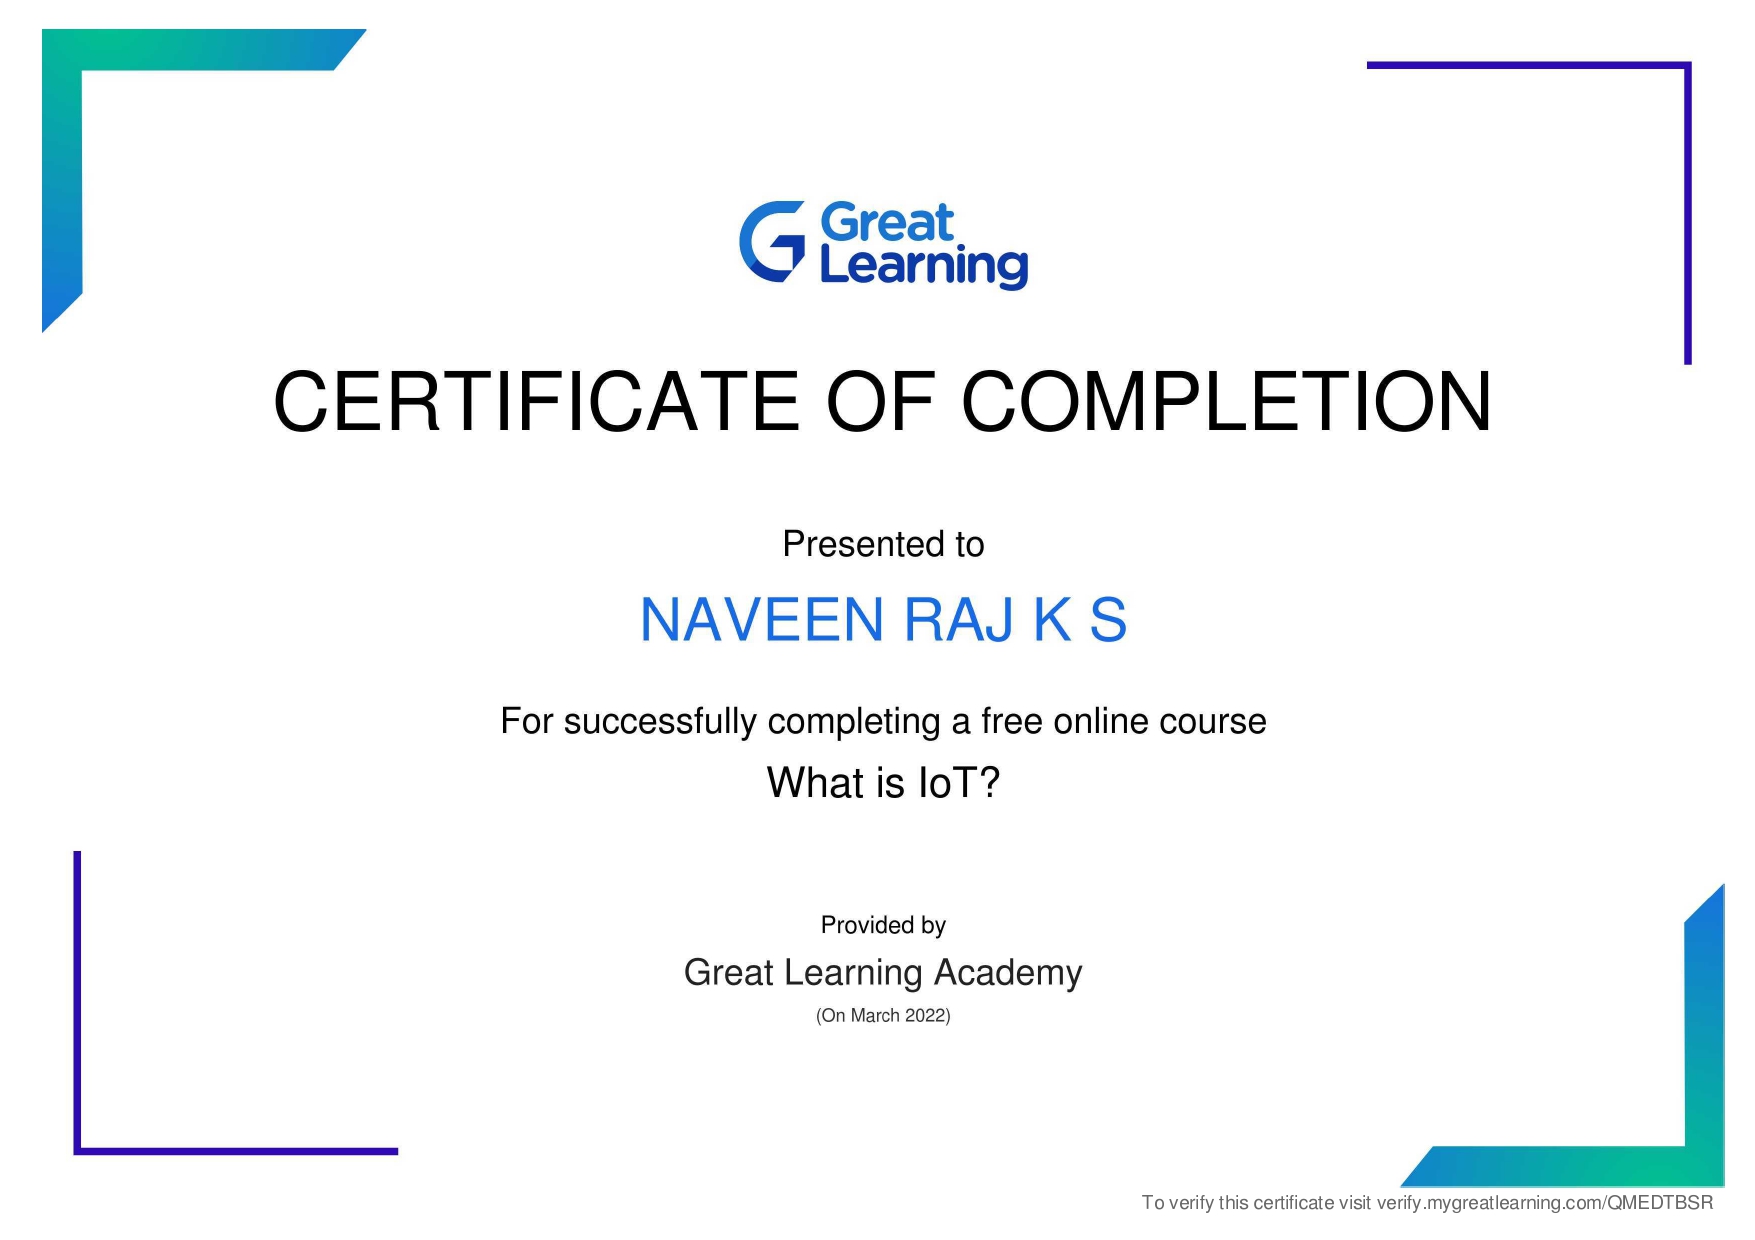 Great
Learning
CERTIFICATE OF COMPLETION
Presented to
NAVEEN RAJ K S
For successfully completing a free online course
What is IoT?
Provided by
Great Learning Academy
(On March 2022)
To verify this certificate visit verify.mygreatlearning.com/QMEDTBSR